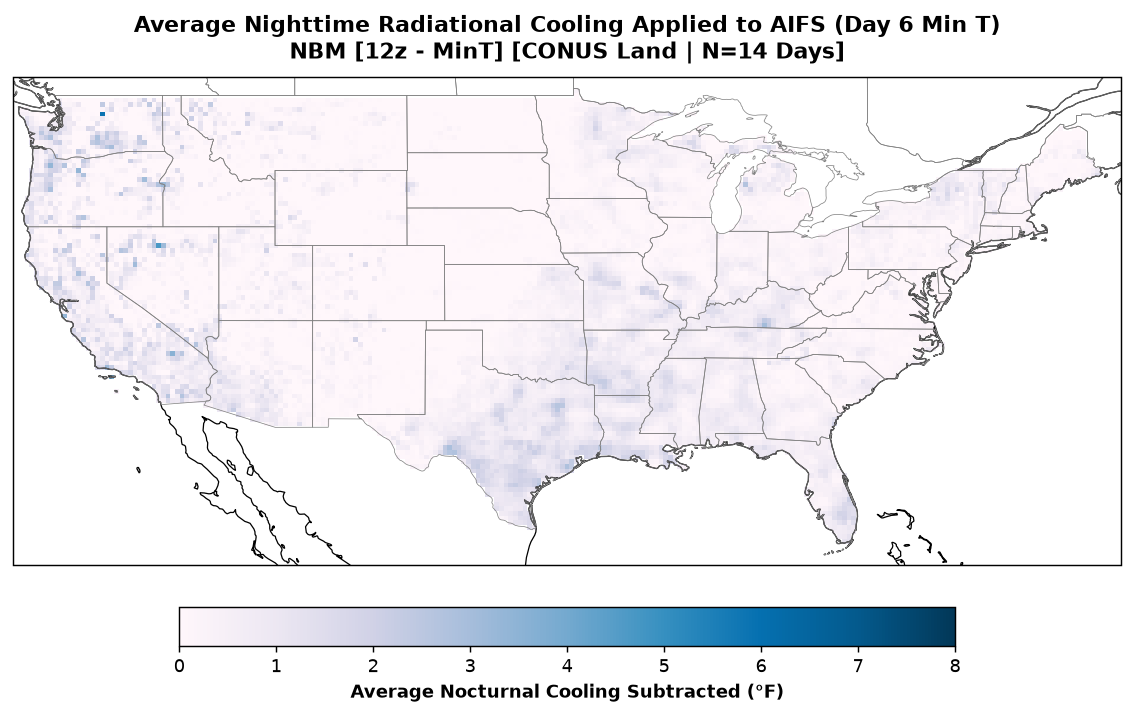 Average Nighttime Radiational Cooling Applied to AIFS (Day 6 Min T)
NBM [12z - MinT] [CONUS Land | N=14 Days]
0 1 2 3 4 5 6 7 8
Average Nocturnal Cooling Subtracted (°F)